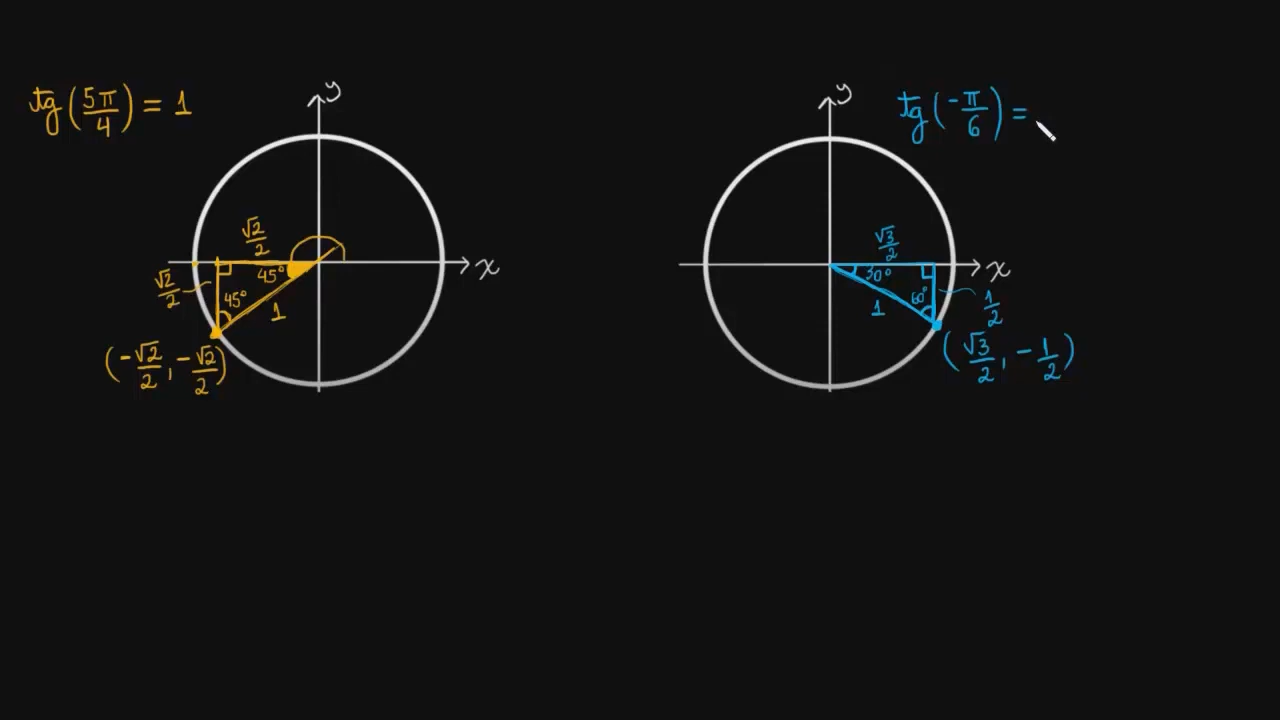 tg(5π/4) = 1
y
x
√2/2
√2/2
45°
45°
1
(-√2/2, -√2/2)
tg(-π/6) =
y
x
√3/2
30°
60°
1
1/2
(√3/2, -1/2)